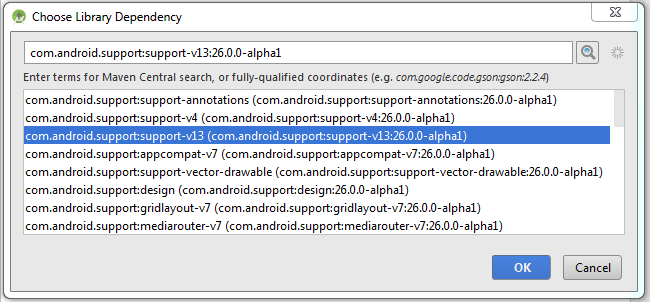 Choose Library Dependency
com.android.support:support-v13:26.0.0-alpha1
Enter terms for Maven Central search, or fully-qualified coordinates (e.g. com.google.code.gson:gson:2.2.4)
com.android.support:support-annotations (com.android.support:support-annotations:26.0.0-alpha1)
com.android.support:support-v4 (com.android.support:support-v4:26.0.0-alpha1)
com.android.support:support-v13 (com.android.support:support-v13:26.0.0-alpha1)
com.android.support:appcompat-v7 (com.android.support:appcompat-v7:26.0.0-alpha1)
com.android.support:support-vector-drawable (com.android.support:support-vector-drawable:26.0.0-alpha1)
com.android.support:design (com.android.support:design:26.0.0-alpha1)
com.android.support:gridlayout-v7 (com.android.support:gridlayout-v7:26.0.0-alpha1)
com.android.support:mediarouter-v7 (com.android.support:mediarouter-v7:26.0.0-alpha1)
OK Cancel